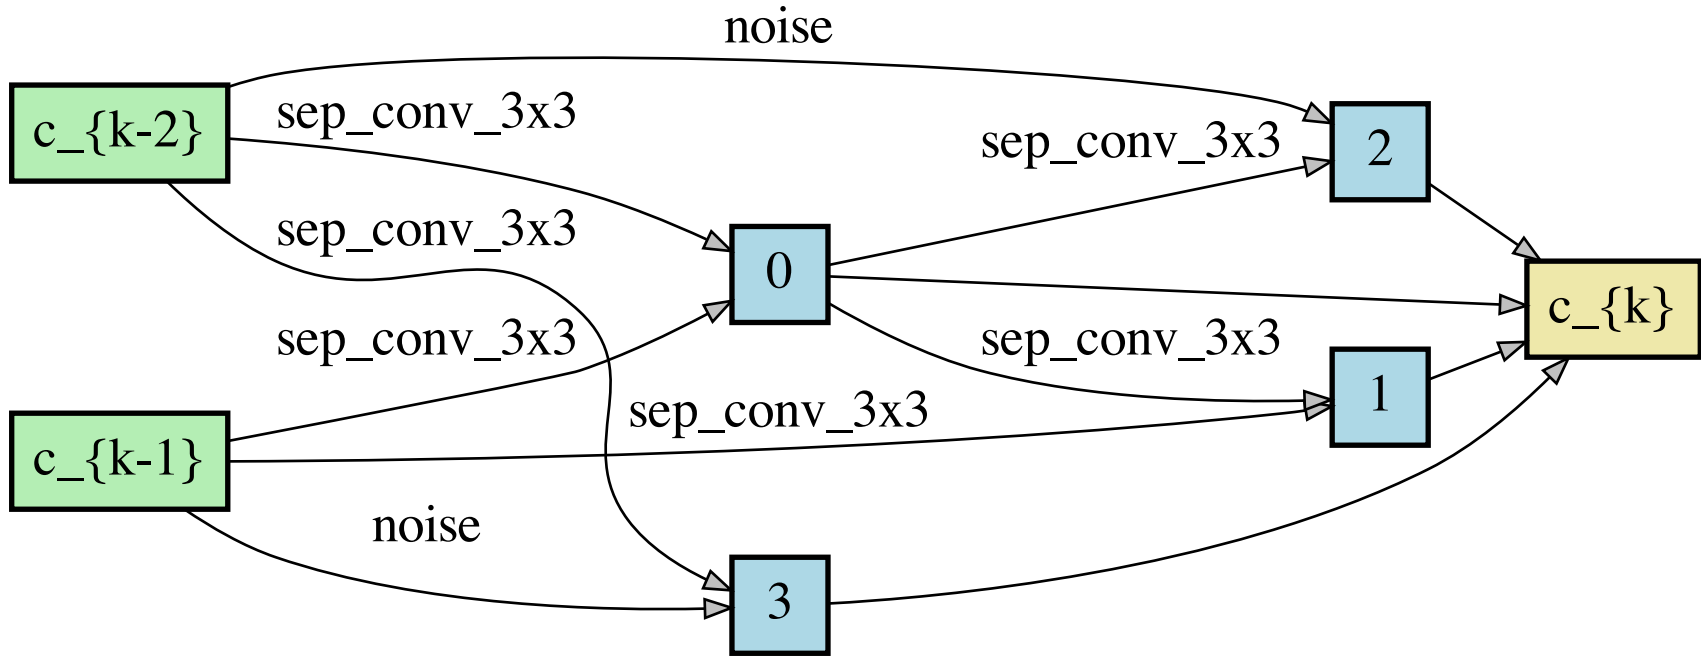 noise
c_{k-2}
sep_conv_3x3
sep_conv_3x3
2
sep_conv_3x3
0
c_{k}
sep_conv_3x3
sep_conv_3x3
1
sep_conv_3x3
c_{k-1}
noise
3